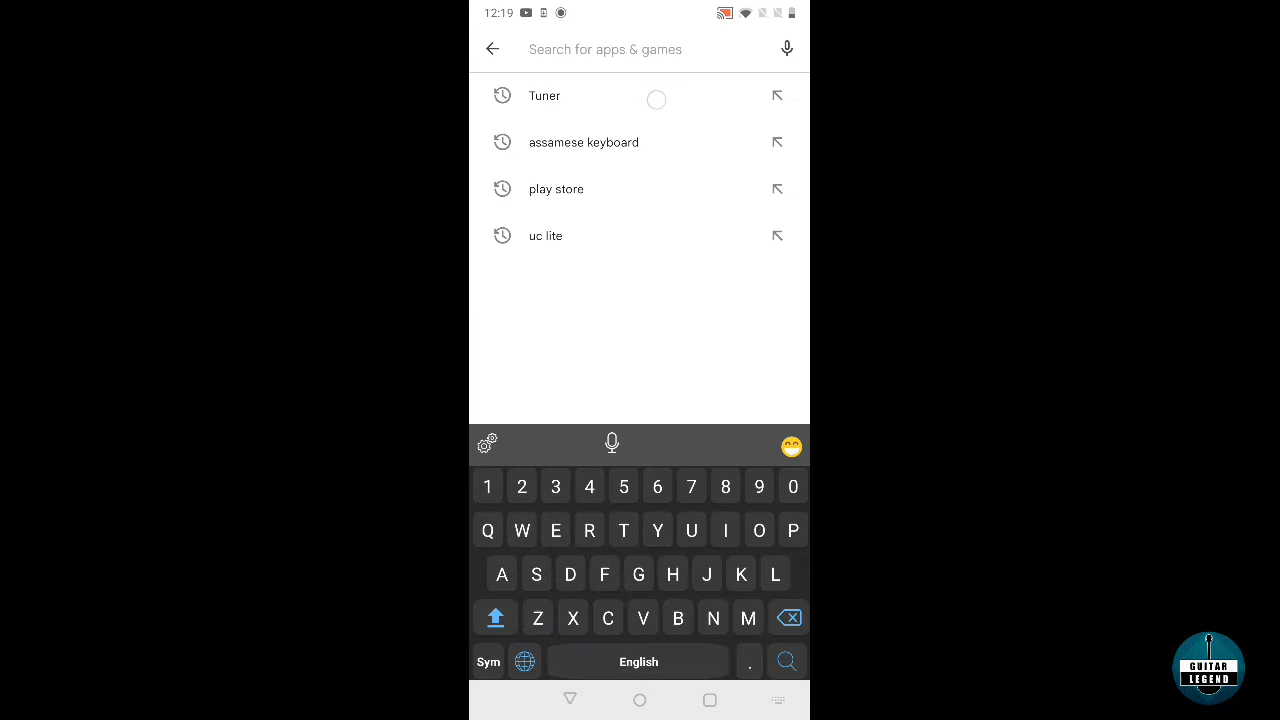 12:19
Search for apps & games
Tuner
assamese keyboard
play store
uc lite
1 2 3 4 5 6 7 8 9 0
Q W E R T Y U I O P
A S D F G H J K L
Z X C V B N M
Sym English .
GUITAR
LEGEND